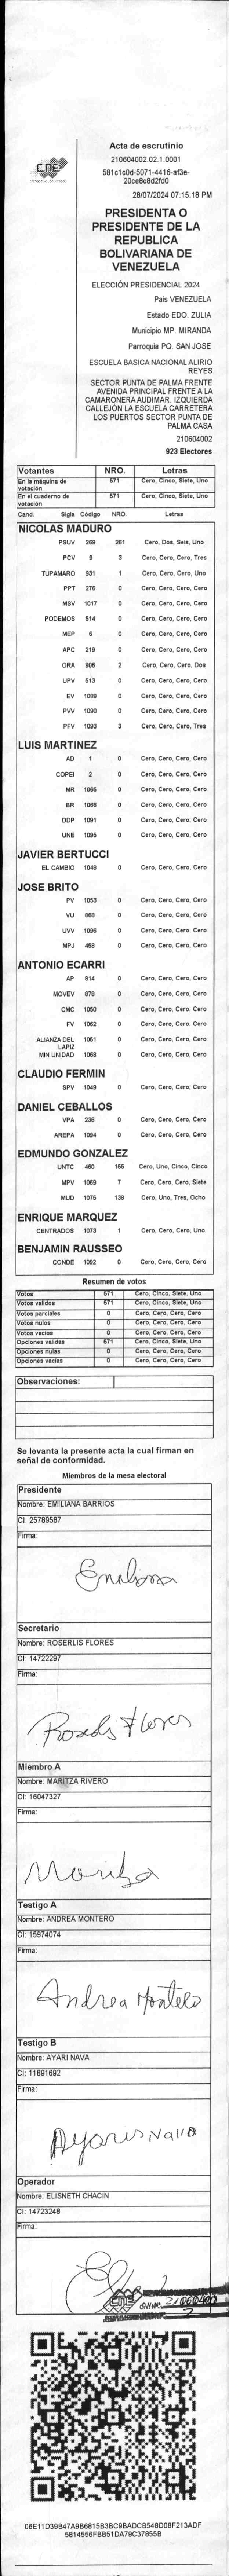 CNE
Acta de escrutinio
210604002.02.1.0001
581c1c0d-5071-4416-af3e-
20ce8c8d2fd0
28/07/2024 07:15:18 PM
PRESIDENTA O
PRESIDENTE DE LA
REPUBLICA
BOLIVARIANA DE
VENEZUELA
ELECCIÓN PRESIDENCIAL 2024
Pais VENEZUELA
Estado EDO. ZULIA
Municipio MP. MIRANDA
Parroquia PQ. SAN JOSE
ESCUELA BASICA NACIONAL ALIRIO
REYES
SECTOR PUNTA DE PALMA FRENTE
AVENIDA PRINCIPAL FRENTE A LA
CAMARONERA AUDIMAR. IZQUIERDA
CALLEJÓN LA ESCUELA CARRETERA
LOS PUERTOS SECTOR PUNTA DE
PALMA CASA
210604002
923 Electores
Votantes NRO. Letras
En la máquina de votación 571 Cero, Cinco, Siete, Uno
En el cuaderno de votación 571 Cero, Cinco, Siete, Uno
Cand. Sigla Código NRO. Letras
NICOLAS MADURO
PSUV 269 261 Cero, Dos, Seis, Uno
PCV 9 3 Cero, Cero, Cero, Tres
TUPAMARO 931 1 Cero, Cero, Cero, Uno
PPT 276 0 Cero, Cero, Cero, Cero
MSV 1017 0 Cero, Cero, Cero, Cero
PODEMOS 514 0 Cero, Cero, Cero, Cero
MEP 6 0 Cero, Cero, Cero, Cero
APC 219 0 Cero, Cero, Cero, Cero
ORA 906 2 Cero, Cero, Cero, Dos
UPV 513 0 Cero, Cero, Cero, Cero
EV 1089 0 Cero, Cero, Cero, Cero
PVV 1090 0 Cero, Cero, Cero, Cero
PFV 1093 3 Cero, Cero, Cero, Tres
LUIS MARTINEZ
AD 1 0 Cero, Cero, Cero, Cero
COPEI 2 0 Cero, Cero, Cero, Cero
MR 1065 0 Cero, Cero, Cero, Cero
BR 1066 0 Cero, Cero, Cero, Cero
DDP 1091 0 Cero, Cero, Cero, Cero
UNE 1095 0 Cero, Cero, Cero, Cero
JAVIER BERTUCCI
EL CAMBIO 1048 0 Cero, Cero, Cero, Cero
JOSE BRITO
PV 1053 0 Cero, Cero, Cero, Cero
VU 869 0 Cero, Cero, Cero, Cero
UVV 1096 0 Cero, Cero, Cero, Cero
MPJ 458 0 Cero, Cero, Cero, Cero
ANTONIO ECARRI
AP 814 0 Cero, Cero, Cero, Cero
MOVEV 878 0 Cero, Cero, Cero, Cero
CMC 1050 0 Cero, Cero, Cero, Cero
FV 1062 0 Cero, Cero, Cero, Cero
ALIANZA DEL LAPIZ 1051 0 Cero, Cero, Cero, Cero
MIN UNIDAD 1068 0 Cero, Cero, Cero, Cero
CLAUDIO FERMIN
SPV 1049 0 Cero, Cero, Cero, Cero
DANIEL CEBALLOS
VPA 236 0 Cero, Cero, Cero, Cero
AREPA 1094 0 Cero, Cero, Cero, Cero
EDMUNDO GONZALEZ
UNTC 460 155 Cero, Uno, Cinco, Cinco
MPV 1069 7 Cero, Cero, Cero, Siete
MUD 1075 138 Cero, Uno, Tres, Ocho
ENRIQUE MARQUEZ
CENTRADOS 1073 1 Cero, Cero, Cero, Uno
BENJAMIN RAUSSEO
CONDE 1092 0 Cero, Cero, Cero, Cero
Resumen de votos
Votos 571 Cero, Cinco, Siete, Uno
Votos validos 571 Cero, Cinco, Siete, Uno
Votos parciales 0 Cero, Cero, Cero, Cero
Votos nulos 0 Cero, Cero, Cero, Cero
Votos vacios 0 Cero, Cero, Cero, Cero
Opciones validas 571 Cero, Cinco, Siete, Uno
Opciones nulas 0 Cero, Cero, Cero, Cero
Opciones vacias 0 Cero, Cero, Cero, Cero
Observaciones:
Se levanta la presente acta la cual firman en
señal de conformidad.
Miembros de la mesa electoral
Presidente
Nombre: EMILIANA BARRIOS
CI: 25789587
Firma:
Emiliana
Secretario
Nombre: ROSERLIS FLORES
CI: 14722297
Firma:
Flores
Miembro A
Nombre: MARITZA RIVERO
CI: 16047327
Firma:
Maritza
Testigo A
Nombre: ANDREA MONTERO
CI: 15974074
Firma:
Andrea Montero
Testigo B
Nombre: AYARI NAVA
CI: 11891692
Firma:
Ayaris Nava
Operador
Nombre: ELISNETH CHACIN
CI: 14723248
Firma:
CNE
06E11D39B47A9B6815B3BC9BADCB548D08F213ADF
5814556FBB51DA79C37855B